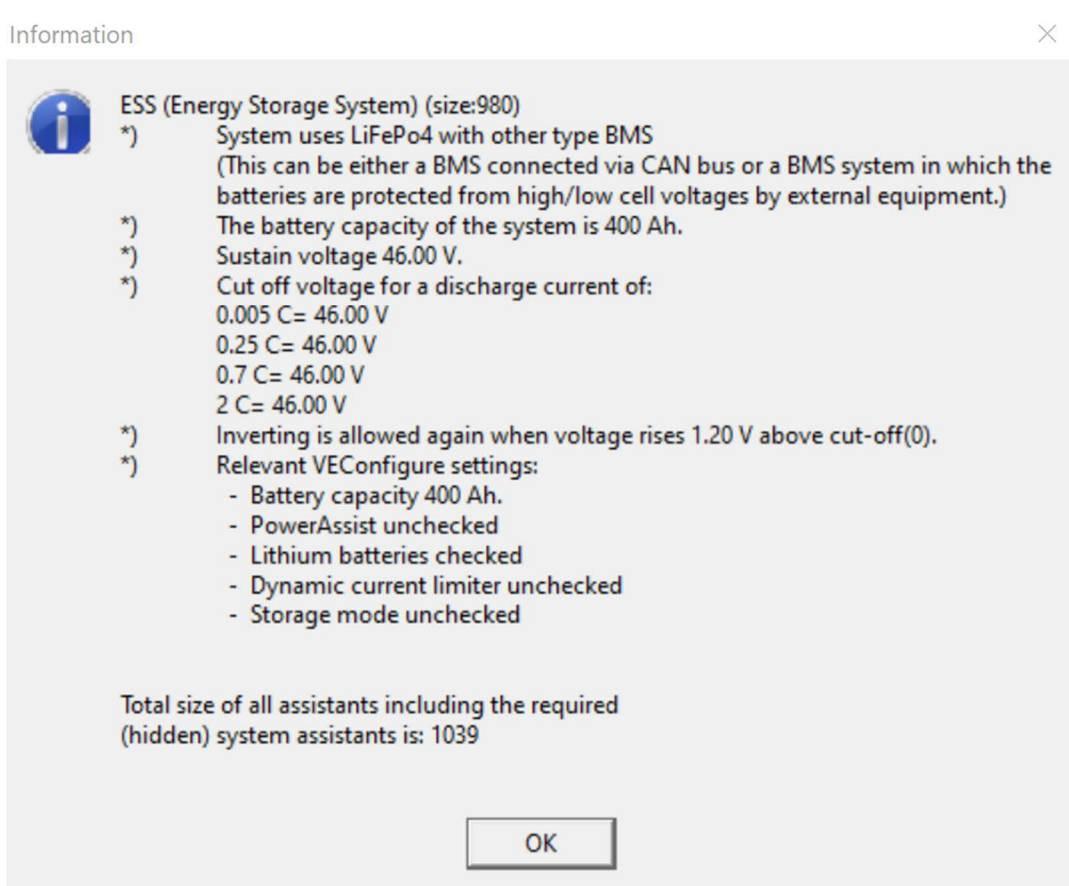 Information
ESS (Energy Storage System) (size:980)
*) System uses LiFePo4 with other type BMS
(This can be either a BMS connected via CAN bus or a BMS system in which the
batteries are protected from high/low cell voltages by external equipment.)
*) The battery capacity of the system is 400 Ah.
*) Sustain voltage 46.00 V.
*) Cut off voltage for a discharge current of:
0.005 C= 46.00 V
0.25 C= 46.00 V
0.7 C= 46.00 V
2 C= 46.00 V
*) Inverting is allowed again when voltage rises 1.20 V above cut-off(0).
*) Relevant VEConfigure settings:
- Battery capacity 400 Ah.
- PowerAssist unchecked
- Lithium batteries checked
- Dynamic current limiter unchecked
- Storage mode unchecked
Total size of all assistants including the required
(hidden) system assistants is: 1039
OK